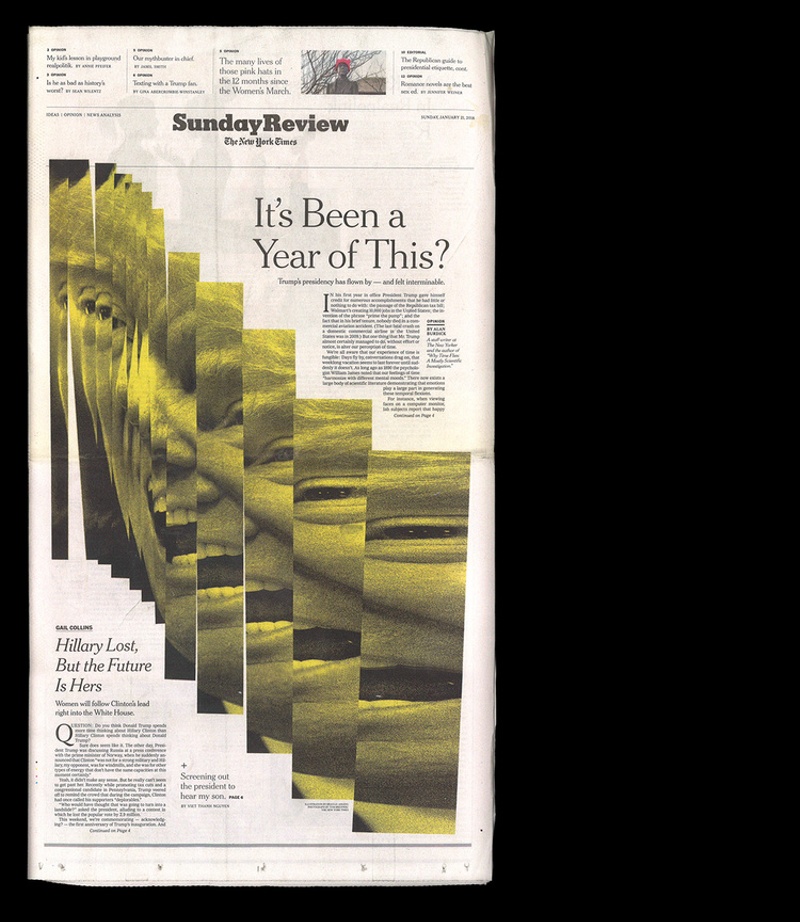 2 OPINION
My kid's lesson in playground
realpolitik. BY ANNE PFEIFER
3 OPINION
Is he as bad as history's
worst? BY SEAN WILENTZ
5 OPINION
Our mythbuster in chief.
BY JAMIL SMITH
6 OPINION
Texting with a Trump fan.
BY GINA ABERCROMBIE-WINSTANLEY
OPINION
The many lives of
those pink hats in
the 12 months since
the Women's March.
10 EDITORIAL
The Republican guide to
presidential etiquette, cont.
OPINION
Romance novels are the best
BY JENNIFER WEINER
IDEAS | OPINION | NEWS ANALYSIS
SundayReview
The New York Times
SUNDAY, JANUARY 21, 2018
It's Been a
Year of This?
Trump's presidency has flown by — and felt interminable.
IN his first year in office President Trump gave himself
credit for numerous accomplishments that he had little or
nothing to do with: the passage of the Republican tax bill,
Walmart's creating 10,000 jobs in the United States, the in-
vention of the phrase "prime the pump"; and the
fact that in his brief tenure, nobody died in a com-
mercial aviation accident. (The last fatal crash on
a domestic commercial airline in the United
States was in 2009.) But one thing that Mr. Trump
almost certainly managed to do, without effort or
notice, is alter our perception of time.
We're all aware that our experience of time is
fungible: Days fly by, conversations drag on, that
weeklong vacation seems to last forever until sud-
denly it doesn't. As long ago as 1890 the psycholo-
gist William James noted that our feelings of time
"harmonize with different mental moods." There now exists a
large body of scientific literature demonstrating that emotions
play a large part in generating
these temporal flexions.
For instance, when viewing
faces on a computer monitor,
lab subjects report that happy
Continued on Page 4
OPINION
BY ALAN
BURDICK
A staff writer at
The New Yorker
and the author of
"Why Time Flies:
A Mostly Scientific
Investigation."
GAIL COLLINS
Hillary Lost,
But the Future
Is Hers
Women will follow Clinton's lead
right into the White House.
QUESTION: Do you think Donald Trump spends
more time thinking about Hillary Clinton than
Hillary Clinton spends thinking about Donald
Trump?
Sure does seem like it. The other day, Presi-
dent Trump was discussing Russia at a press conference
with the prime minister of Norway, when he suddenly an-
nounced that Clinton "was not for a strong military and Hil-
lary, my opponent, was for windmills, and she was for other
types of energy that don't have the same capacities at this
moment certainly."
Yeah, it didn't make any sense. But he really can't seem
to get past her. Recently while promoting tax cuts and a
congressional candidate in Pennsylvania, Trump veered
off to remind the crowd that during the campaign, Clinton
had once called his supporters "deplorables."
"Who would have thought that was going to turn into a
landslide?" asked the president, alluding to a contest in
which he lost the popular vote by 2.9 million.
This weekend, we're commemorating — acknowledg-
ing? — the first anniversary of Trump's inauguration. And
Continued on Page 4
+
Screening out
the president to
hear my son. PAGE 8
BY VIET THANH NGUYEN